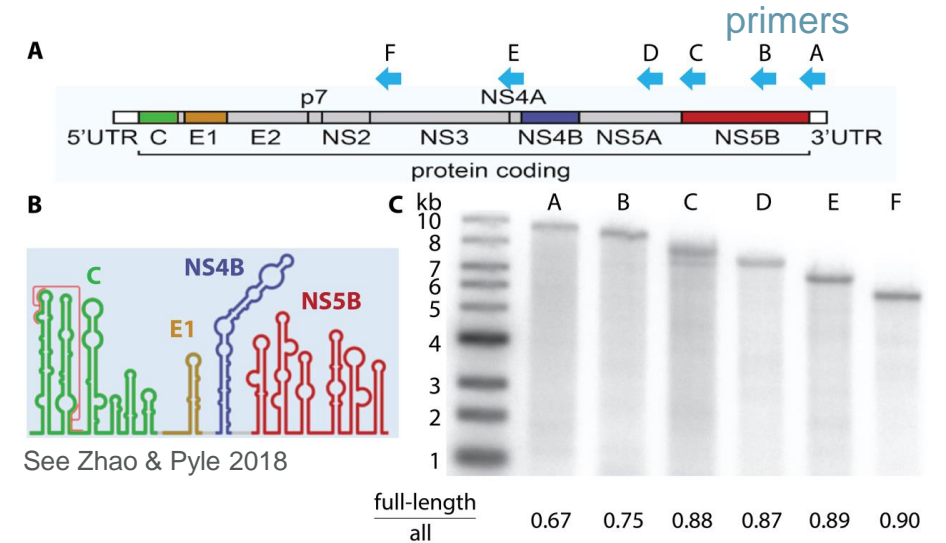 primers
A
F E D C B A
p7 NS4A
5'UTR C E1 E2 NS2 NS3 NS4B NS5A NS5B 3'UTR
protein coding
B
C
NS4B
NS5B
E1
See Zhao & Pyle 2018
C kb A B C D E F
10
8
7
6
5
4
3
2
1
full-length
all
0.67 0.75 0.88 0.87 0.89 0.90